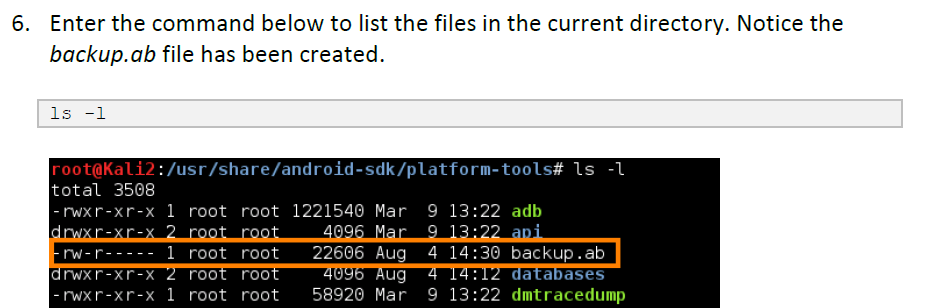 6. Enter the command below to list the files in the current directory. Notice the
backup.ab file has been created.
ls -l
root@Kali2:/usr/share/android-sdk/platform-tools# ls -l
total 3508
-rwxr-xr-x 1 root root 1221540 Mar  9 13:22 adb
drwxr-xr-x 2 root root    4096 Mar  9 13:22 api
-rw-r----- 1 root root   22606 Aug  4 14:30 backup.ab
drwxr-xr-x 2 root root    4096 Aug  4 14:12 databases
-rwxr-xr-x 1 root root   58920 Mar  9 13:22 dmtracedump